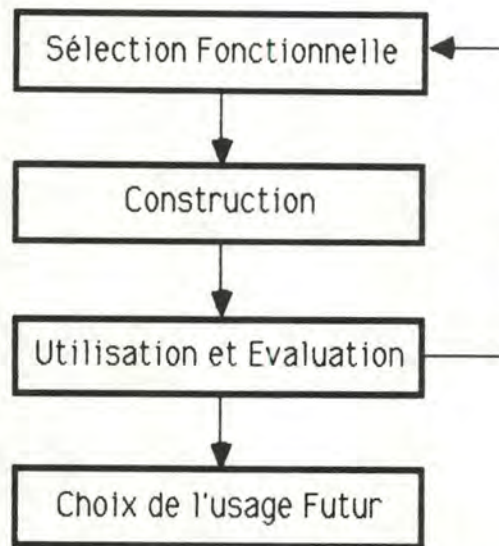 Sélection Fonctionnelle
Construction
Utilisation et Evaluation
Choix de l'usage Futur